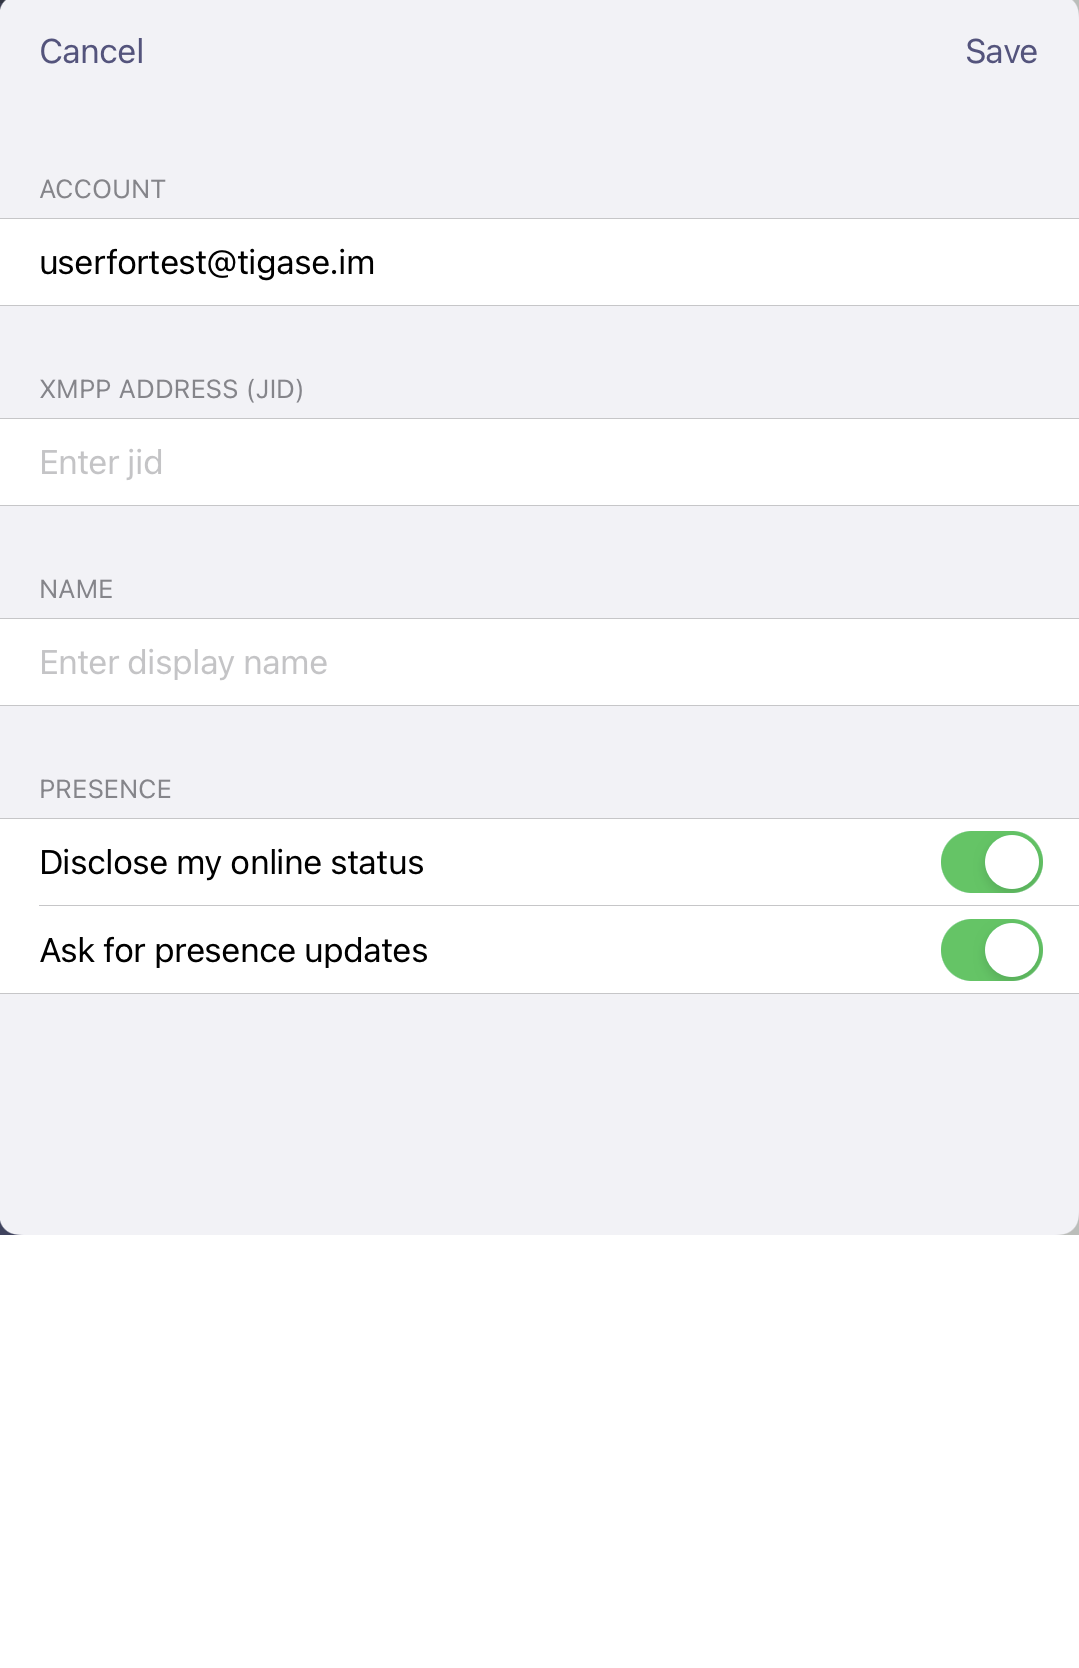 Cancel
Save
ACCOUNT
userfortest@tigase.im
XMPP ADDRESS (JID)
Enter jid
NAME
Enter display name
PRESENCE
Disclose my online status
Ask for presence updates